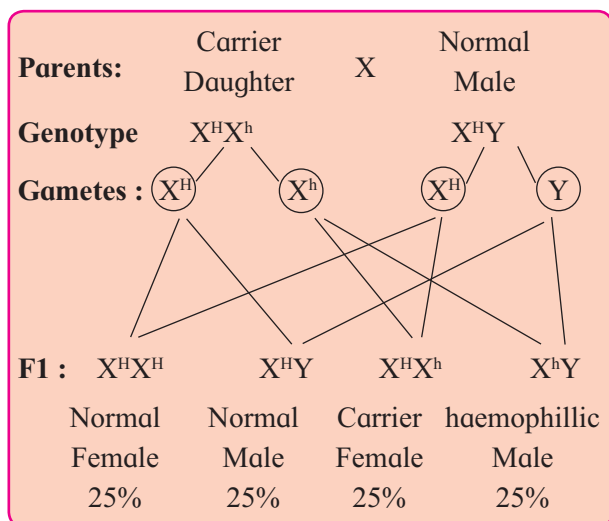 Carrier Normal
Parents: X
Daughter Male
Genotype XᴴXʰ XᴴY
Gametes : Xᴴ Xʰ Xᴴ Y
F1 : XᴴXᴴ XᴴY XᴴXʰ XʰY
Normal Normal Carrier haemophillic
Female Male Female Male
25% 25% 25% 25%